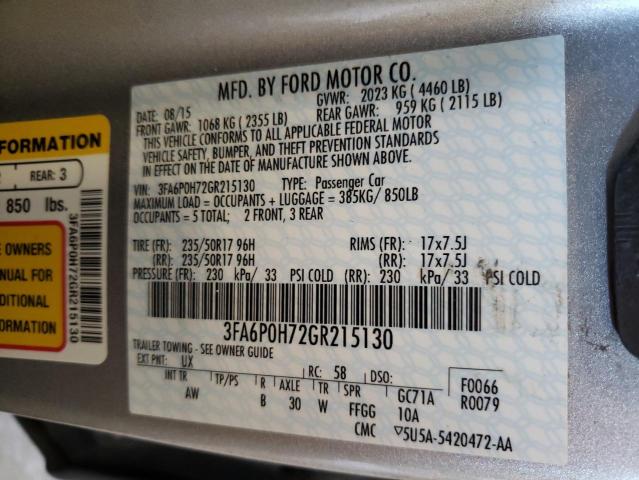 MFD. BY FORD MOTOR CO.
DATE: 08/15 GVWR: 2023 KG ( 4460 LB)
FRONT GAWR: 1068 KG ( 2355 LB) REAR GAWR: 959 KG ( 2115 LB)
THIS VEHICLE CONFORMS TO ALL APPLICABLE FEDERAL MOTOR
VEHICLE SAFETY, BUMPER, AND THEFT PREVENTION STANDARDS
IN EFFECT ON THE DATE OF MANUFACTURE SHOWN ABOVE.
VIN: 3FA6P0H72GR215130 TYPE: Passenger Car
MAXIMUM LOAD = OCCUPANTS + LUGGAGE = 385KG/ 850LB
OCCUPANTS = 5 TOTAL; 2 FRONT, 3 REAR
TIRE (FR): 235/50R17 96H RIMS (FR): 17x7.5J
(RR): 235/50R17 96H (RR): 17x7.5J
PRESSURE (FR): 230 kPa/ 33 PSI COLD (RR): 230 kPa/ 33 PSI COLD
3FA6P0H72GR215130
TRAILER TOWING - SEE OWNER GUIDE
EXT PNT: UX RC: 58 DSO: F0066
INT TR TP/PS R AXLE TR SPR GC71A R0079
AW B 30 W FFGG 10A
CMC ▽5U5A-5420472-AA
FORMATION
REAR: 3
850 lbs.
E OWNERS
NUAL FOR
DITIONAL
FORMATION
3FA6P0H72GR215130